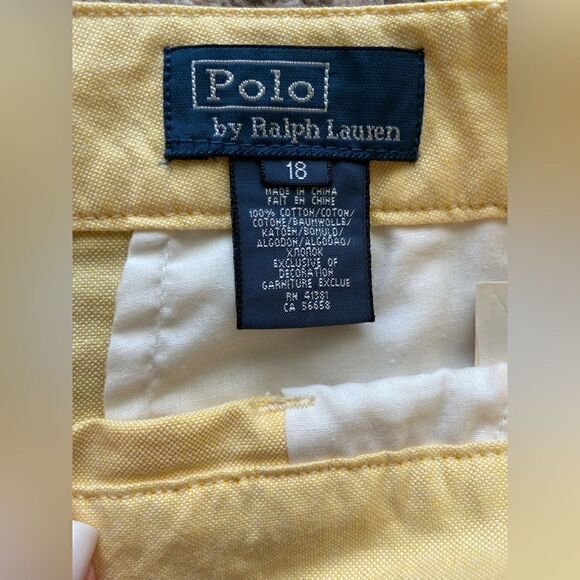 Polo
by Ralph Lauren
18
MADE IN CHINA
FAIT EN CHINE
100% COTTON/COTON/
COTONE/BAUMWOLLE/
KATOEN/BOMULD/
ALGODON/ALGODAO/
ХЛОПОК
EXCLUSIVE OF
DECORATION
GARNITURE EXCLUE
RN 41381
CA 56658